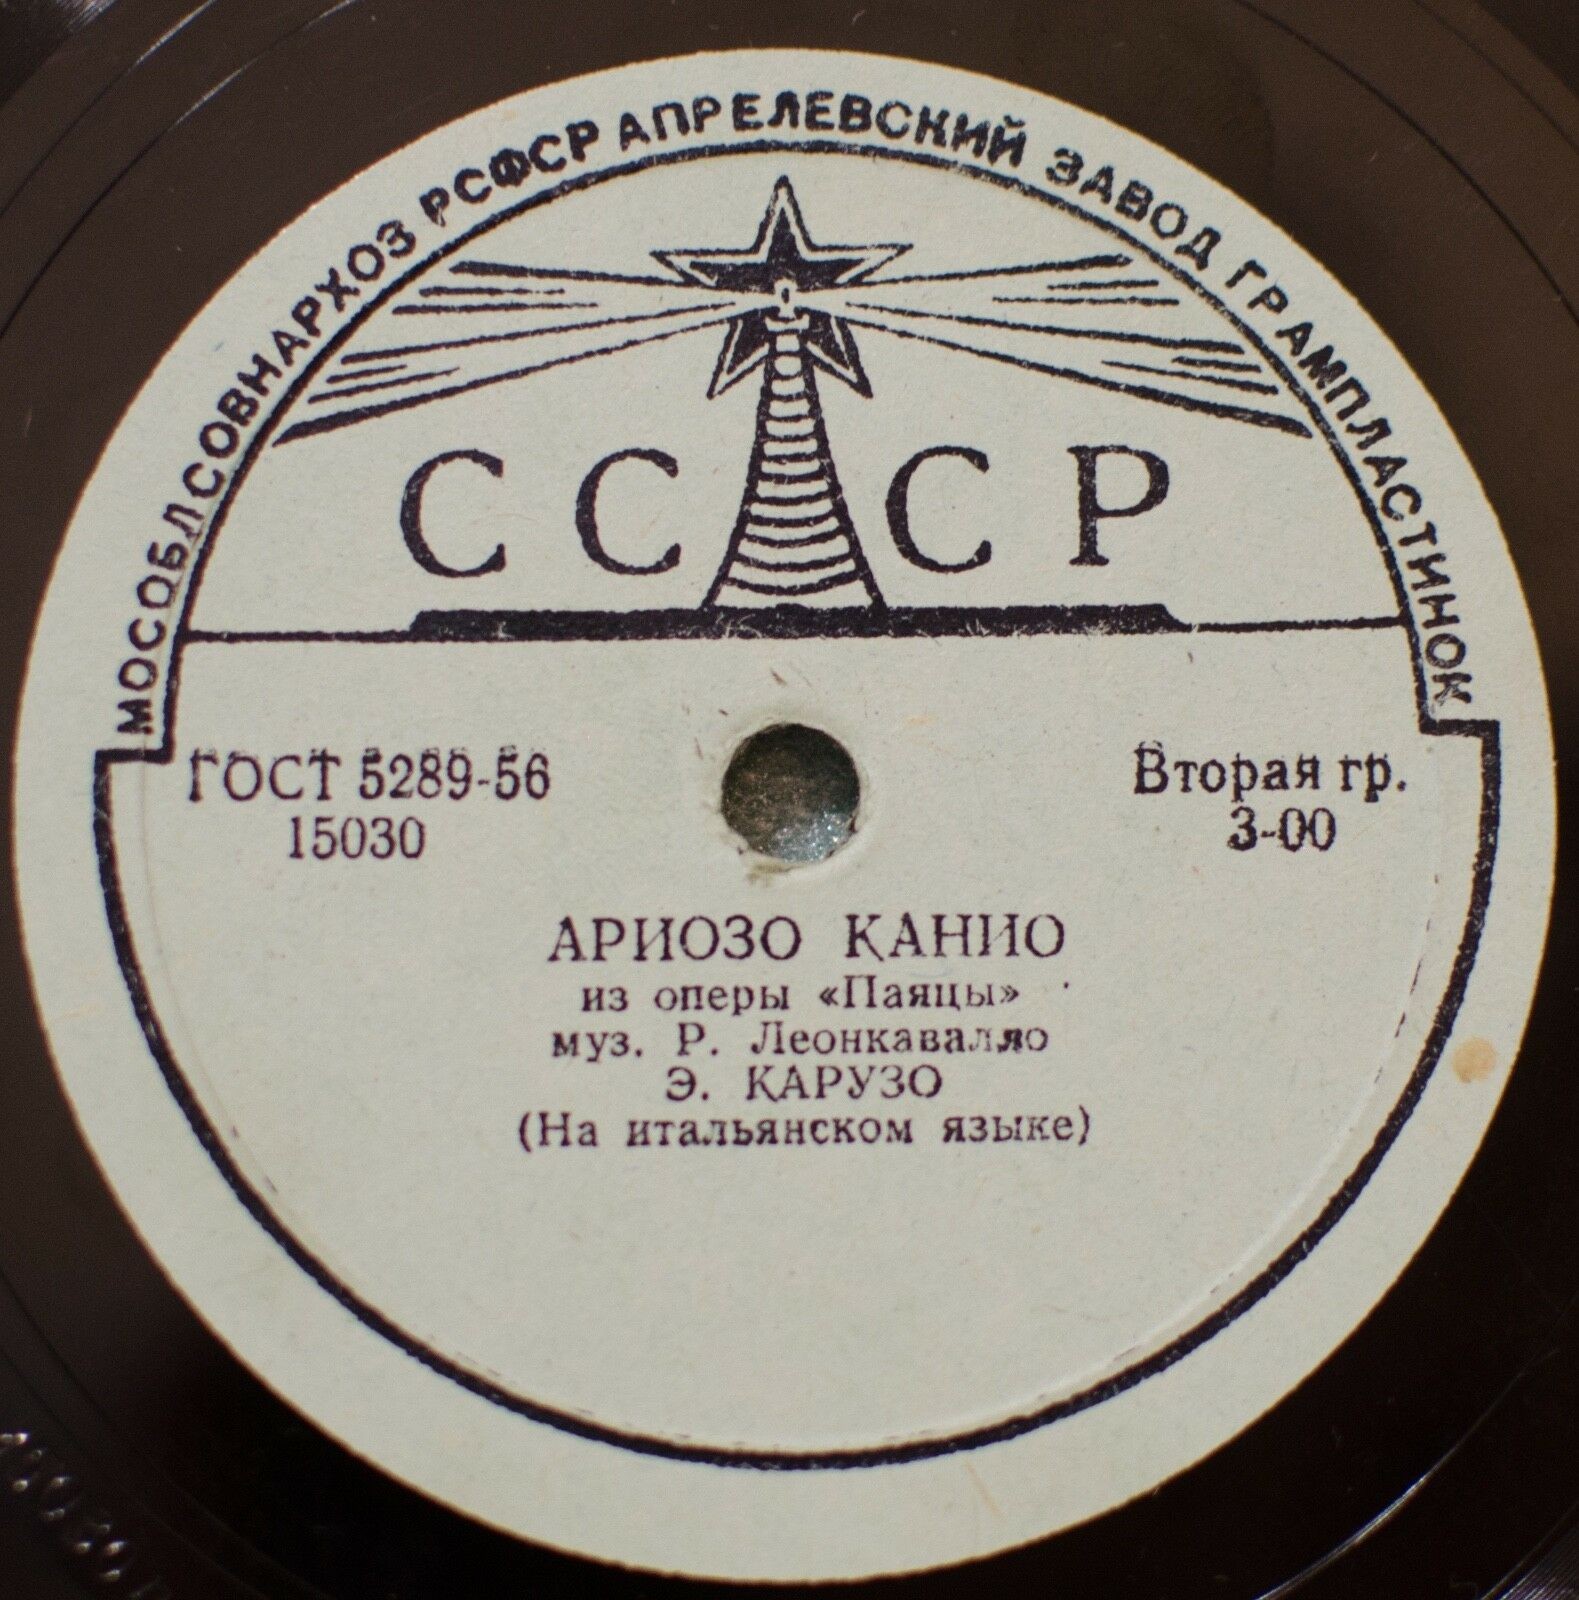 МОСОБЛСОВНАРХОЗ РСФСР АПРЕЛЕВСКИЙ ЗАВОД ГРАМПЛАСТИНОК
СССР
ГОСТ 5289-56
15030
Вторая гр.
3-00
АРИОЗО КАНИО
из оперы «Паяцы»
муз. Р. Леонкавалло
Э. КАРУЗО
(На итальянском языке)